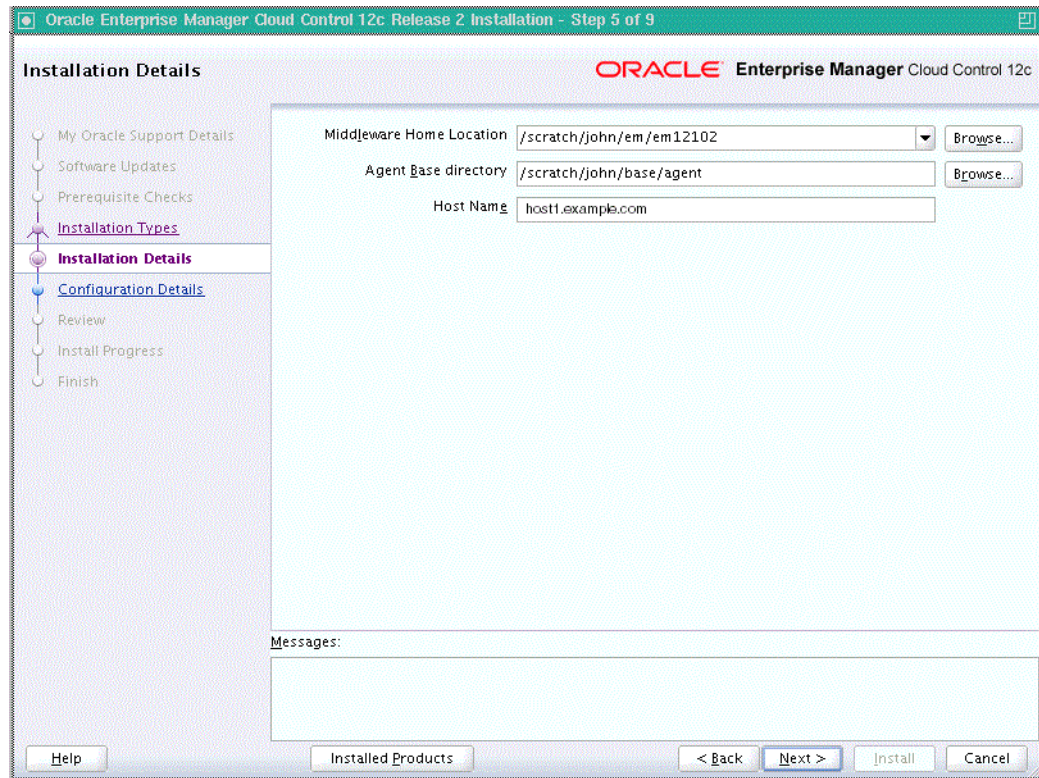 Oracle Enterprise Manager Cloud Control 12c Release 2 Installation - Step 5 of 9
Installation Details
ORACLE Enterprise Manager Cloud Control 12c
My Oracle Support Details
Software Updates
Prerequisite Checks
Installation Types
Installation Details
Configuration Details
Review
Install Progress
Finish
Middleware Home Location /scratch/john/em/em12102 Browse...
Agent Base directory /scratch/john/base/agent Browse...
Host Name host1.example.com
Messages:
Help Installed Products < Back Next > Install Cancel